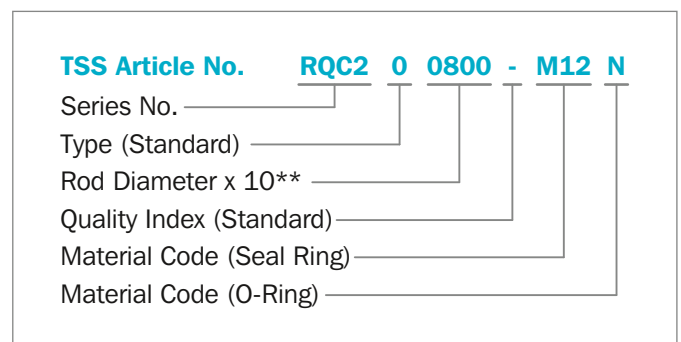 TSS Article No. RQC2 0 0800 - M12 N
Series No.
Type (Standard)
Rod Diameter x 10**
Quality Index (Standard)
Material Code (Seal Ring)
Material Code (O-Ring)